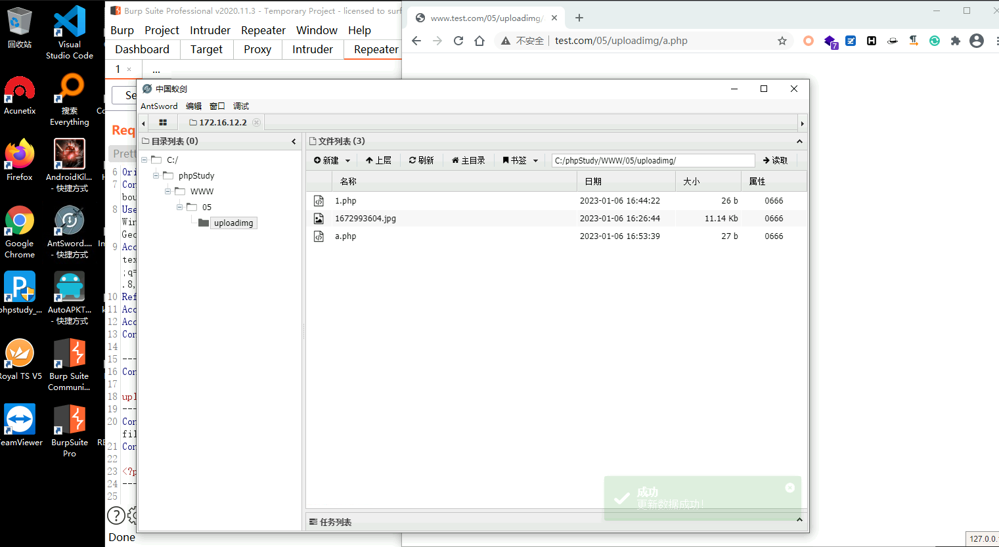 回收站
Visual
Studio Code
Acunetix
搜索
Everything
Firefox
AndroidKil...
- 快捷方式
Google
Chrome
AntSword....
- 快捷方式
phpstudy_...
AutoAPKT...
- 快捷方式
Royal TS V5
Burp Suite
Communi...
TeamViewer
BurpSuite
Pro
Burp Suite Professional v2020.11.3 - Temporary Project - licensed to surf
Burp Project Intruder Repeater Window Help
Dashboard Target Proxy Intruder Repeater
1 × ...
Se
Req
Prett
6 Ori
7 Con
bou
8 Use
Win
Gec
9 Acc
tex
;q=
.8,
10 Ref
11 Acc
12 Acc
13 Con
14
15 ---
16 Con
17
18 upl
19 ---
20 Con
fil
21 Con
22
23 <?p
24 ---
25
Done
www.test.com/05/uploadimg/
不安全 test.com/05/uploadimg/a.php
7
中国蚁剑
AntSword 编辑 窗口 调试
172.16.12.2
目录列表 (0)
C:/
phpStudy
WWW
05
uploadimg
文件列表 (3)
新建 上层 刷新 主目录 书签 C:/phpStudy/WWW/05/uploadimg/ 读取
名称 日期 大小 属性
1.php 2023-01-06 16:44:22 26 b 0666
1672993604.jpg 2023-01-06 16:26:44 11.14 Kb 0666
a.php 2023-01-06 16:53:39 27 b 0666
成功
更新数据成功!
任务列表
127.0.0.